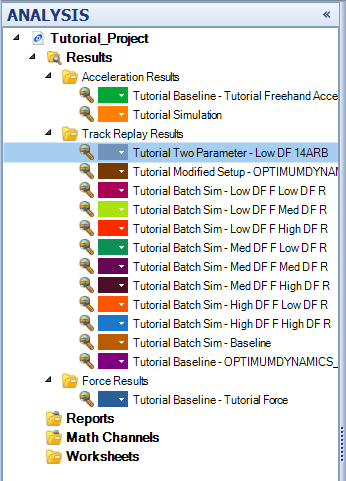 ANALYSIS «
Tutorial_Project
Results
Acceleration Results
Tutorial Baseline - Tutorial Freehand Acce
Tutorial Simulation
Track Replay Results
Tutorial Two Parameter - Low DF 14ARB
Tutorial Modified Setup - OPTIMUMDYNA
Tutorial Batch Sim - Low DF F Low DF R
Tutorial Batch Sim - Low DF F Med DF R
Tutorial Batch Sim - Low DF F High DF R
Tutorial Batch Sim - Med DF F Low DF R
Tutorial Batch Sim - Med DF F Med DF R
Tutorial Batch Sim - Med DF F High DF R
Tutorial Batch Sim - High DF F Low DF R
Tutorial Batch Sim - High DF F High DF R
Tutorial Batch Sim - Baseline
Tutorial Baseline - OPTIMUMDYNAMICS_
Force Results
Tutorial Baseline - Tutorial Force
Reports
Math Channels
Worksheets